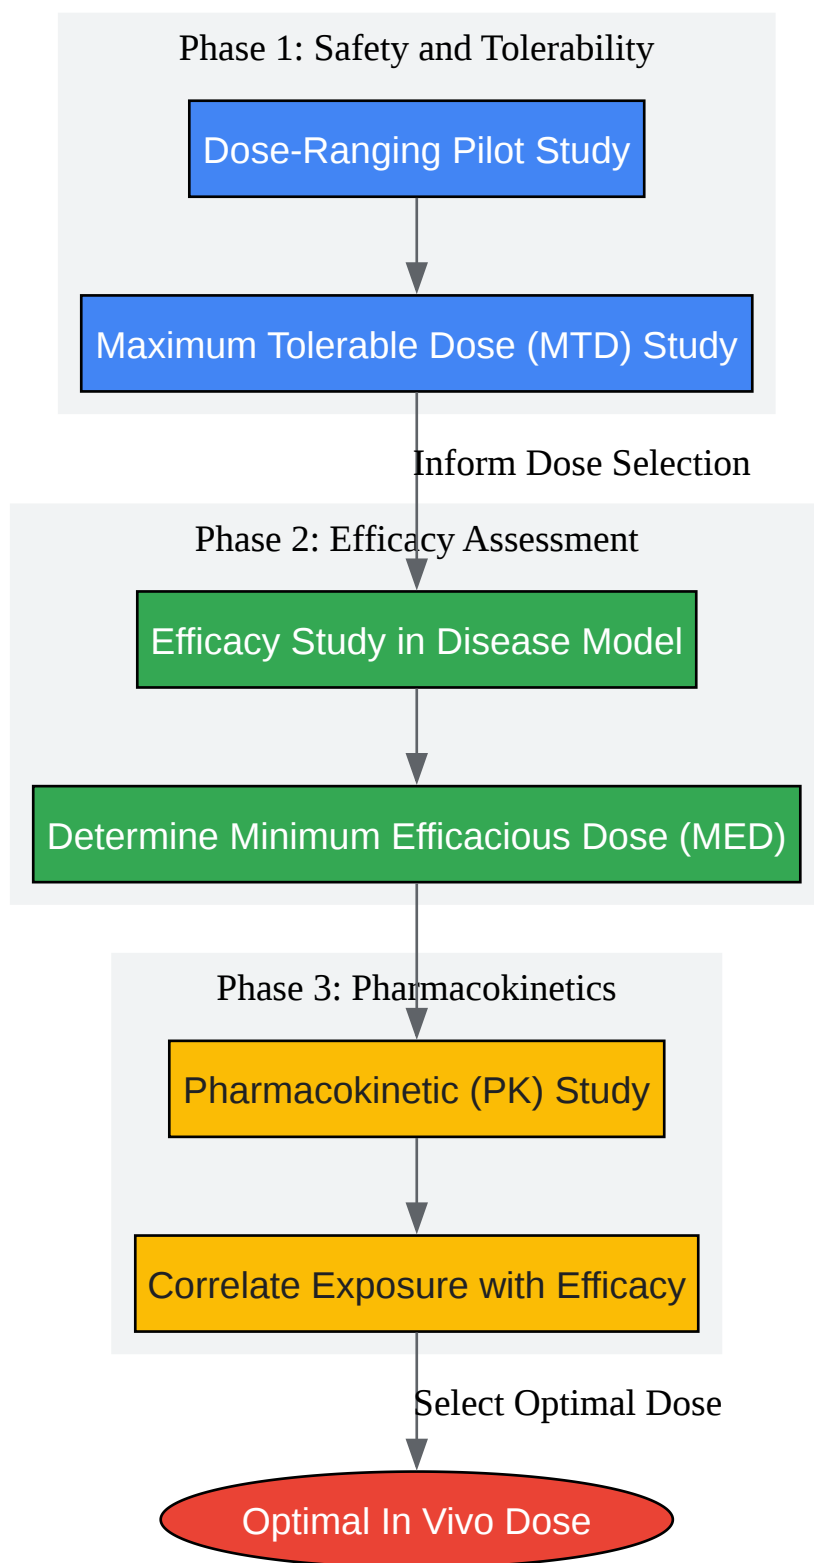 Phase 1: Safety and Tolerability
Dose-Ranging Pilot Study
Maximum Tolerable Dose (MTD) Study
Inform Dose Selection
Phase 2: Efficacy Assessment
Efficacy Study in Disease Model
Determine Minimum Efficacious Dose (MED)
Phase 3: Pharmacokinetics
Pharmacokinetic (PK) Study
Correlate Exposure with Efficacy
Select Optimal Dose
Optimal In Vivo Dose